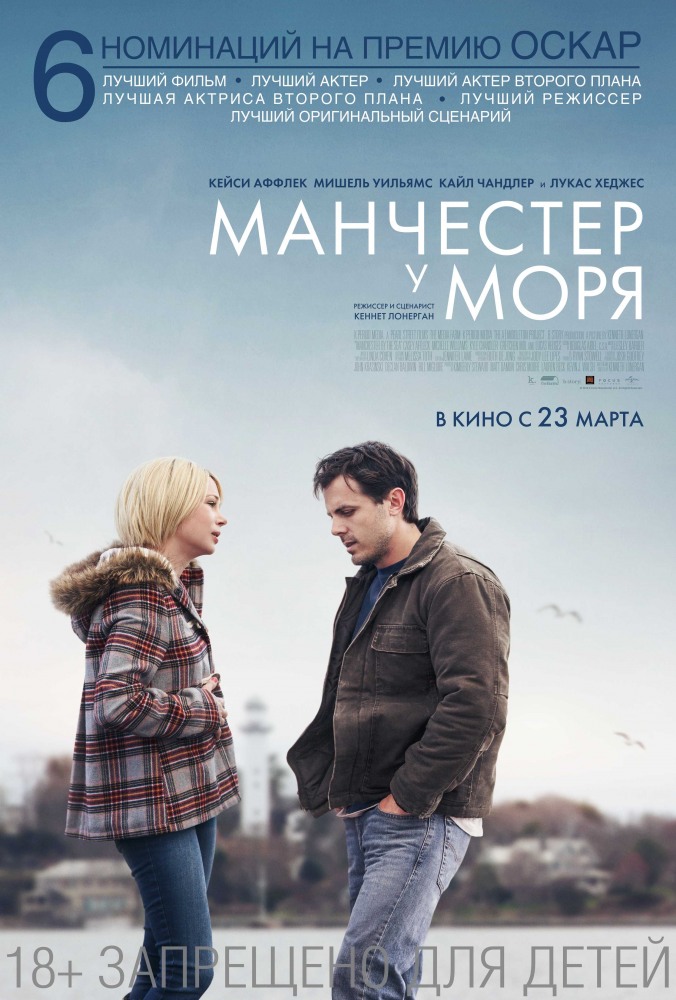 6 НОМИНАЦИЙ НА ПРЕМИЮ ОСКАР
ЛУЧШИЙ ФИЛЬМ • ЛУЧШИЙ АКТЕР • ЛУЧШИЙ АКТЕР ВТОРОГО ПЛАНА
ЛУЧШАЯ АКТРИСА ВТОРОГО ПЛАНА • ЛУЧШИЙ РЕЖИССЕР
ЛУЧШИЙ ОРИГИНАЛЬНЫЙ СЦЕНАРИЙ
КЕЙСИ АФФЛЕК МИШЕЛЬ УИЛЬЯМС КАЙЛ ЧАНДЛЕР И ЛУКАС ХЕДЖЕС
МАНЧЕСТЕР
У МОРЯ
РЕЖИССЕР И СЦЕНАРИСТ
КЕННЕТ ЛОНЕРГАН
В КИНО С 23 МАРТА
18+ ЗАПРЕЩЕНО ДЛЯ ДЕТЕЙ